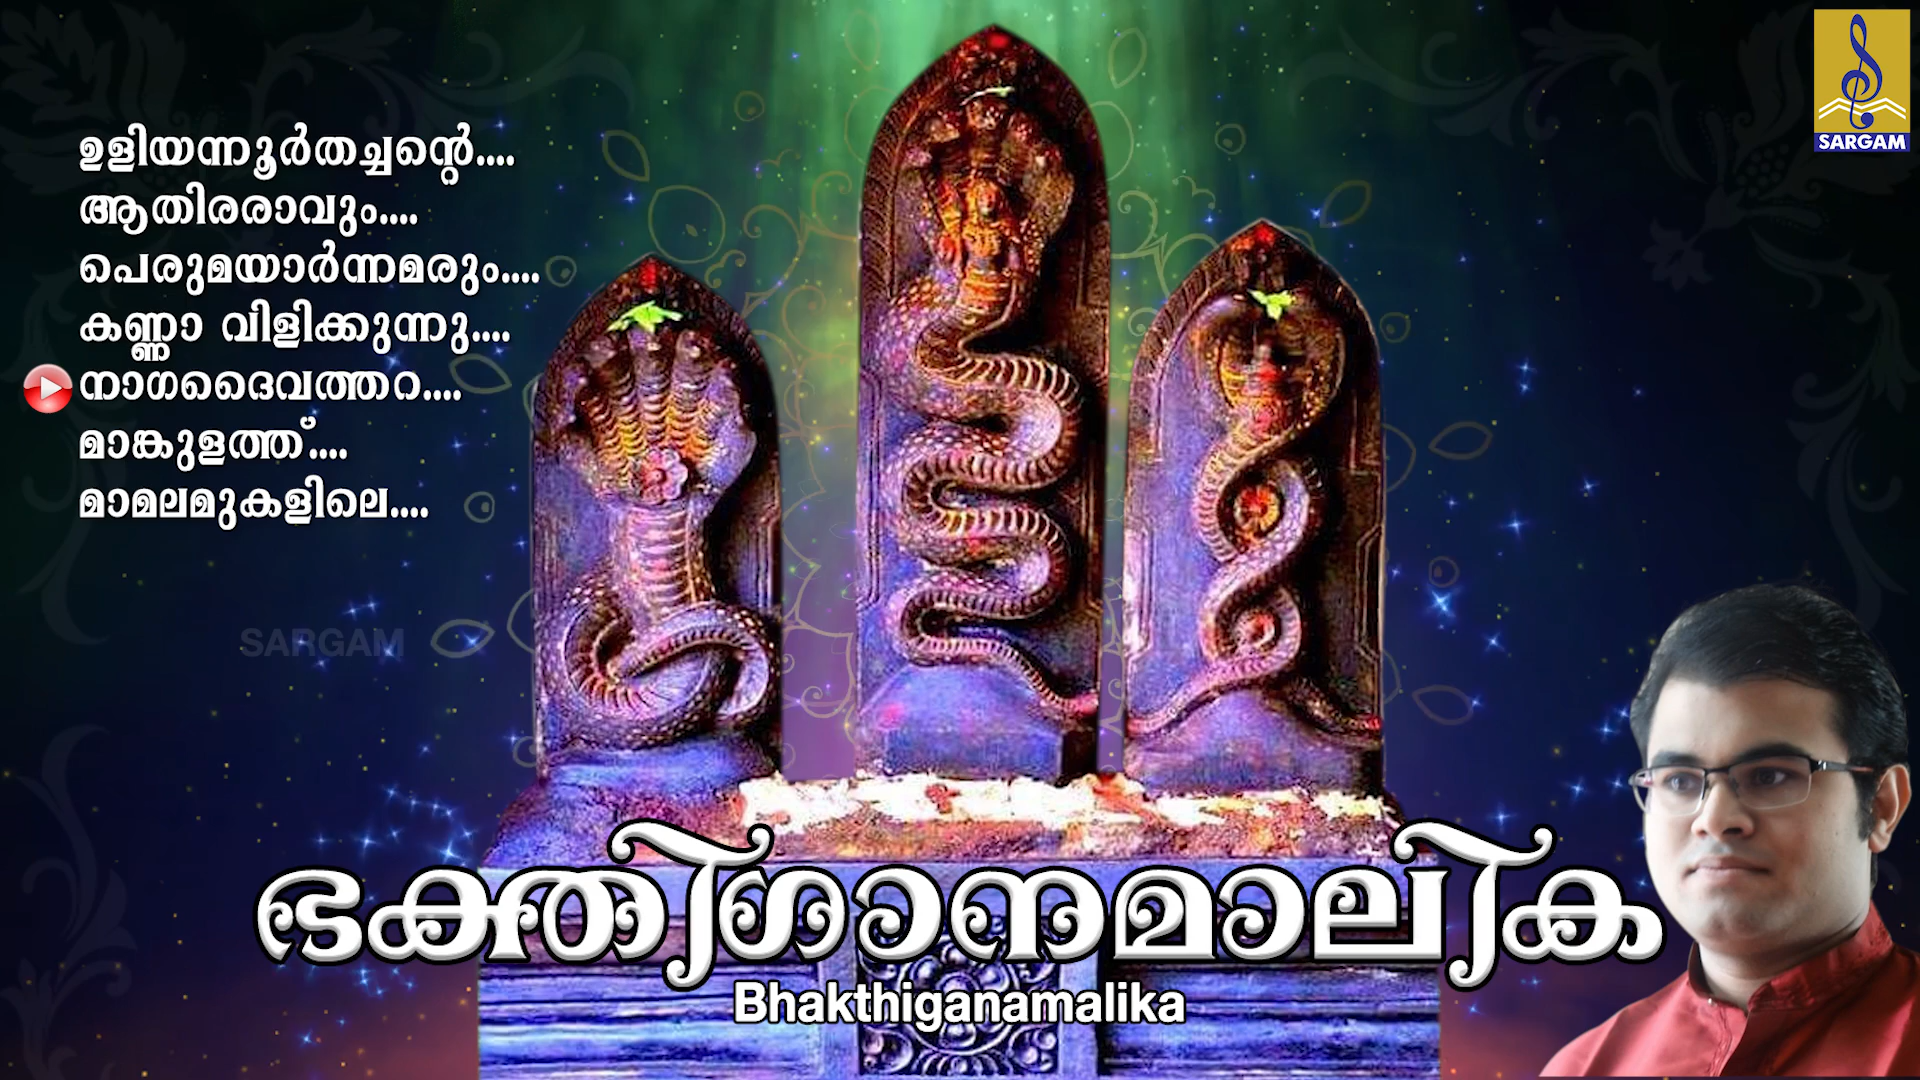 SARGAM
ഉളിയന്നൂർതച്ചന്റെ....
ആതിരരാവും....
പെരുമയാർന്നമരും....
കണ്ണാ വിളിക്കുന്നു....
നാഗദൈവത്തറ....
മാങ്കുളത്ത്....
മാമലമുകളിലെ....
SARGAM
ഭക്തിഗാനമാലിക
Bhakthiganamalika